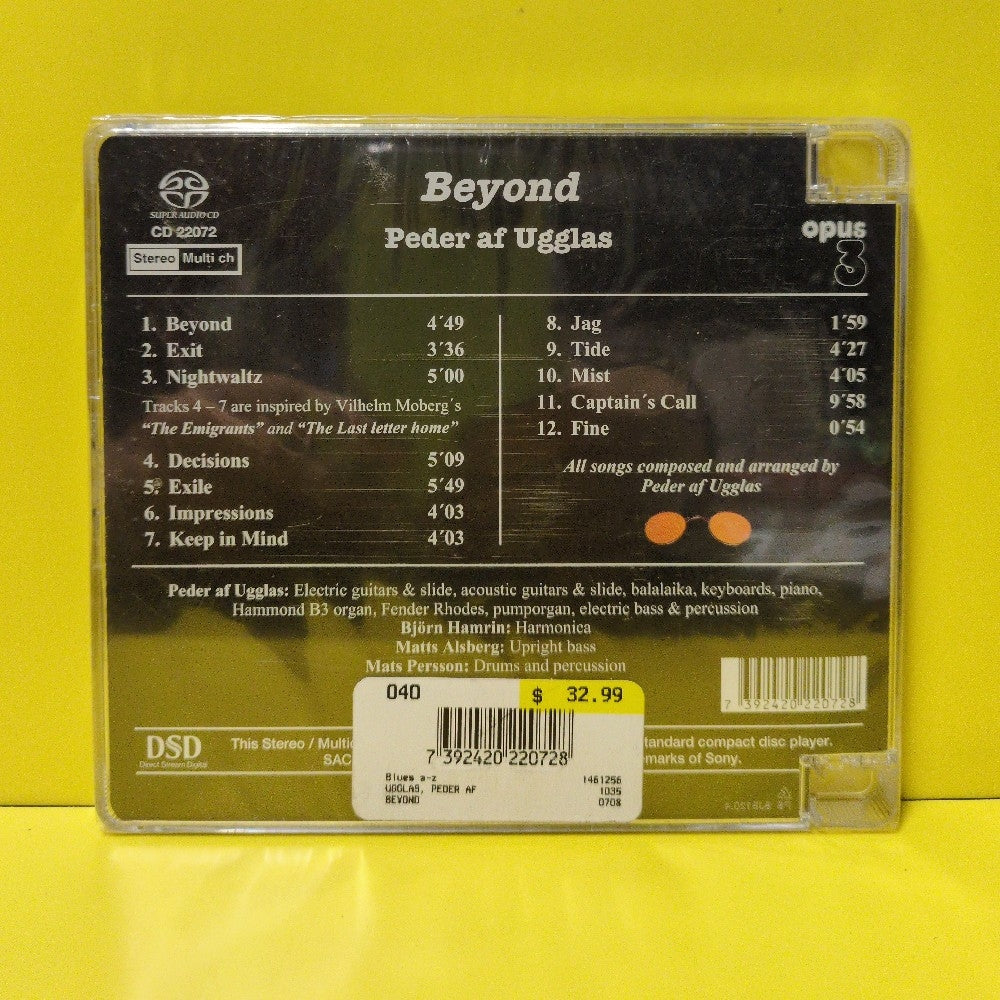 SUPER AUDIO CD
CD 22072
Stereo Multi ch
Beyond
Peder af Ugglas
opus
3
1. Beyond 4´49
2. Exit 3´36
3. Nightwaltz 5´00
Tracks 4 – 7 are inspired by Vilhelm Moberg´s
“The Emigrants” and “The Last letter home”
4. Decisions 5´09
5. Exile 5´49
6. Impressions 4´03
7. Keep in Mind 4´03
8. Jag 1´59
9. Tide 4´27
10. Mist 4´05
11. Captain´s Call 9´58
12. Fine 0´54
All songs composed and arranged by
Peder af Ugglas
Peder af Ugglas: Electric guitars & slide, acoustic guitars & slide, balalaika, keyboards, piano,
Hammond B3 organ, Fender Rhodes, pumporgan, electric bass & percussion
Björn Hamrin: Harmonica
Matts Alsberg: Upright bass
Mats Persson: Drums and percussion
7 392420 220728
DSD
Direct Stream Digital
This Stereo / Multic
standard compact disc player.
SAC
marks of Sony.
040 $ 32.99
7 392420 220728
Blues a-z 1461256
UGGLAS, PEDER AF 1035
BEYOND 0708